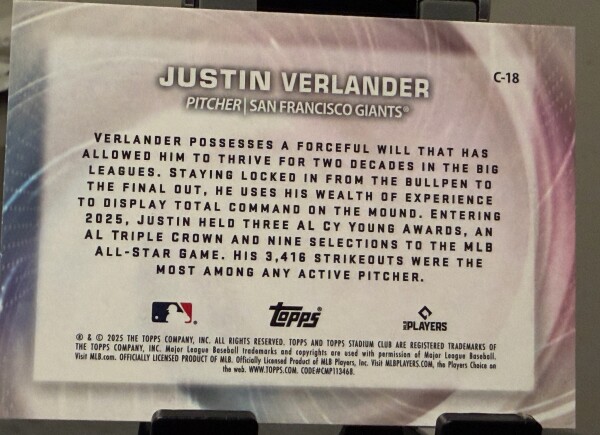 JUSTIN VERLANDER
C-18
PITCHER | SAN FRANCISCO GIANTS®
VERLANDER POSSESSES A FORCEFUL WILL THAT HAS
ALLOWED HIM TO THRIVE FOR TWO DECADES IN THE BIG
LEAGUES. STAYING LOCKED IN FROM THE BULLPEN TO
THE FINAL OUT, HE USES HIS WEALTH OF EXPERIENCE
TO DISPLAY TOTAL COMMAND ON THE MOUND. ENTERING
2025, JUSTIN HELD THREE AL CY YOUNG AWARDS, AN
AL TRIPLE CROWN AND NINE SELECTIONS TO THE MLB
ALL-STAR GAME. HIS 3,416 STRIKEOUTS WERE THE
MOST AMONG ANY ACTIVE PITCHER.
topps®
MLB PLAYERS
® & © 2025 THE TOPPS COMPANY, INC. ALL RIGHTS RESERVED. TOPPS AND TOPPS STADIUM CLUB ARE REGISTERED TRADEMARKS OF
THE TOPPS COMPANY, INC. Major League Baseball trademarks and copyrights are used with permission of Major League Baseball.
Visit MLB.com. OFFICIALLY LICENSED PRODUCT OF MLB. Officially Licensed Product of MLB Players, Inc. Visit MLBPLAYERS.COM, the Players Choice on
the web. WWW.TOPPS.COM. CODE#CMP113468.